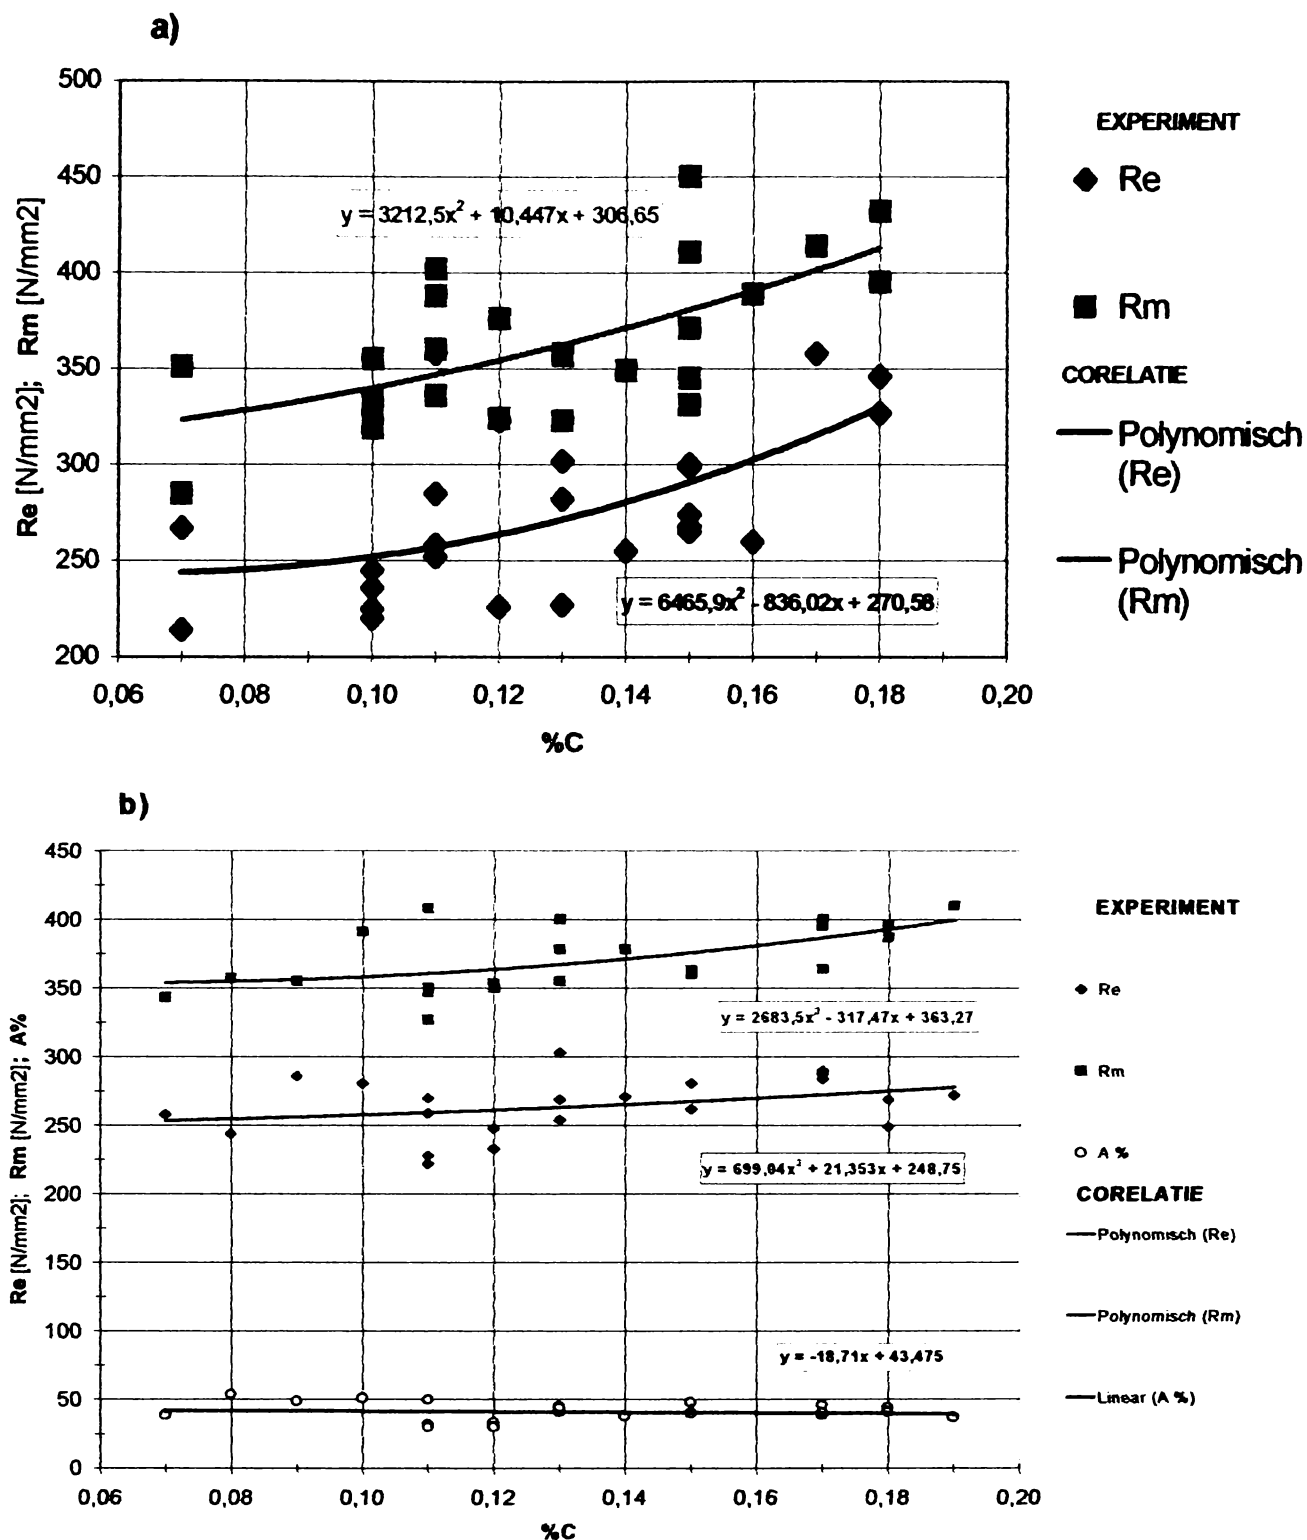 a)
500
450
400
350
300
250
200
Re [N/mm2]; Rm [N/mm2]
y = 3212,5x² + 10,447x + 306,65
y = 6465,9x² - 836,02x + 270,58
0,06 0,10 0,12 0,14 0,16 0,18 0,20
%C
EXPERIMENT
Re
Rm
CORELATIE
Polynomisch
(Re)
Polynomisch
(Rm)
b)
450
400
350
300
250
200
150
100
50
0
Re [N/mm2]; Rm [N/mm2]; A%
y = 2683,5x² - 317,47x + 363,27
y = 699,04x² + 21,353x + 248,75
y = -18,71x + 43,475
0,06 0,08 0,10 0,12 0,14 0,16 0,18 0,20
%C
EXPERIMENT
Re
Rm
A %
CORELATIE
Polynomisch (Re)
Polynomisch (Rm)
Linear (A %)